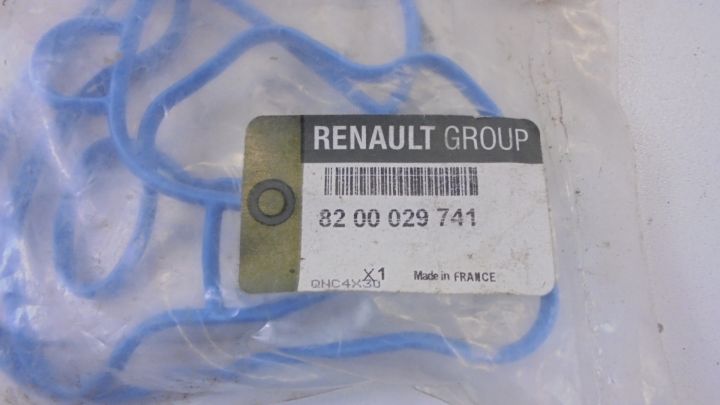 RENAULT GROUP
82 00 029 741
X1 Made in FRANCE
QNC4X30